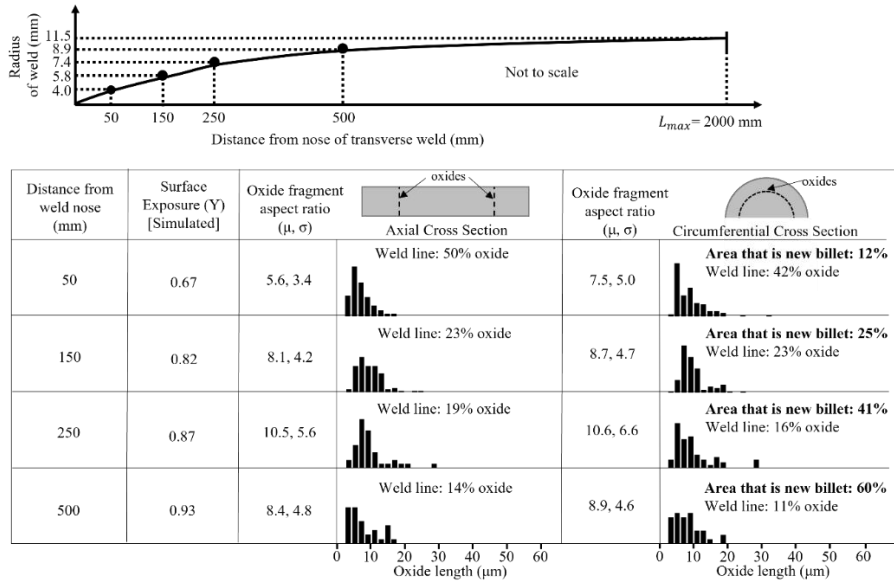 Radius
of weld (mm)
11.5
8.9
7.4
5.8
4.0
Not to scale
50
150
250
500
L_max= 2000 mm
Distance from nose of transverse weld (mm)
Distance from
weld nose
(mm)
Surface
Exposure (Y)
[Simulated]
Oxide fragment
aspect ratio
(μ, σ)
oxides
Axial Cross Section
Oxide fragment
aspect ratio
(μ, σ)
oxides
Circumferential Cross Section
50
0.67
5.6, 3.4
Weld line: 50% oxide
7.5, 5.0
Area that is new billet: 12%
Weld line: 42% oxide
150
0.82
8.1, 4.2
Weld line: 23% oxide
8.7, 4.7
Area that is new billet: 25%
Weld line: 23% oxide
250
0.87
10.5, 5.6
Weld line: 19% oxide
10.6, 6.6
Area that is new billet: 41%
Weld line: 16% oxide
500
0.93
8.4, 4.8
Weld line: 14% oxide
8.9, 4.6
Area that is new billet: 60%
Weld line: 11% oxide
0 10 20 30 40 50 60
Oxide length (μm)
0 10 20 30 40 50 60
Oxide length (μm)